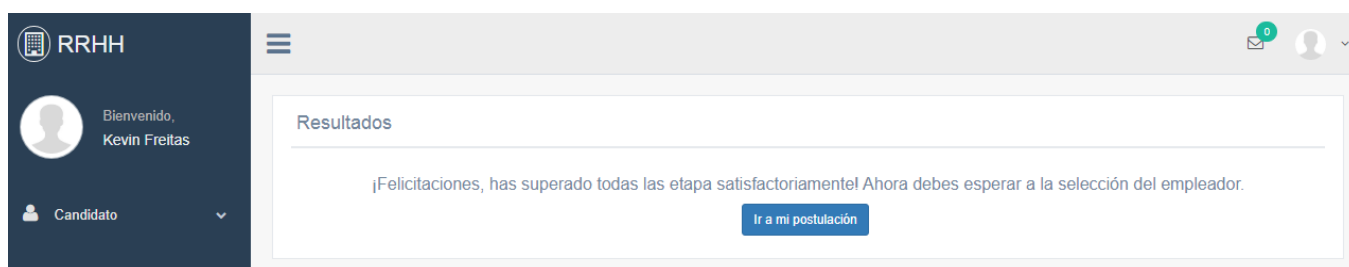 RRHH
0
Bienvenido,
Kevin Freitas
Candidato
Resultados
¡Felicitaciones, has superado todas las etapa satisfactoriamente! Ahora debes esperar a la selección del empleador.
Ir a mi postulación